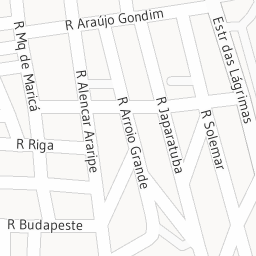 R Araújo Gondim
R Mq de Maricá
R Alencar Araripe
R Arroio Grande
R Japaratuba
R Solemar
Estr das Lágrimas
R Riga
R Budapeste